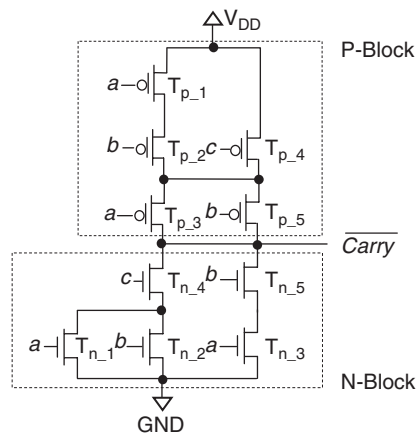 V_DD
P-Block
a T_p_1
b T_p_2 c T_p_4
a T_p_3 b T_p_5
Carry
c T_n_4 b T_n_5
a T_n_1 b T_n_2 a T_n_3
N-Block
GND